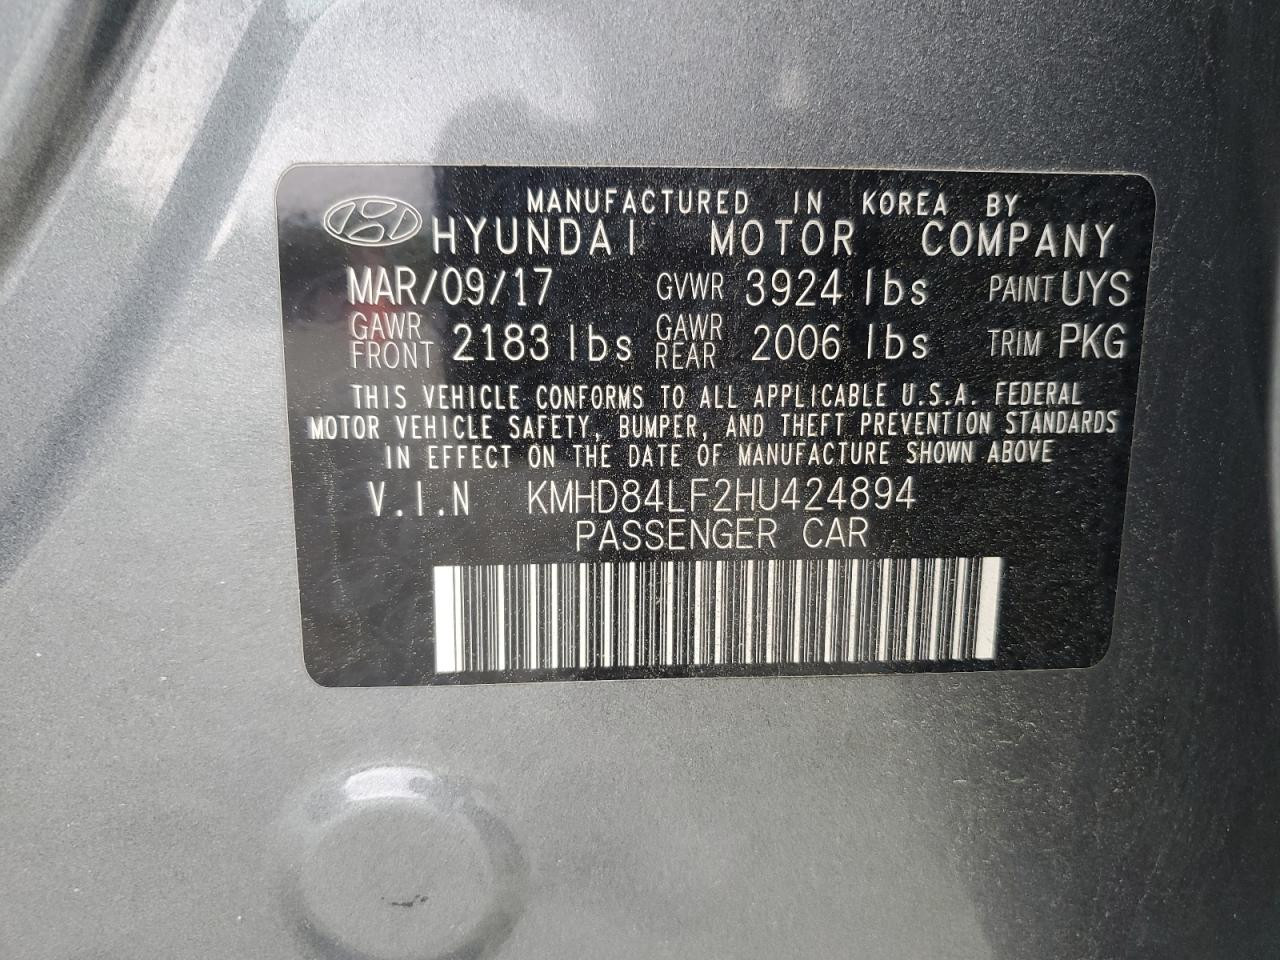 MANUFACTURED IN KOREA BY
HYUNDAI MOTOR COMPANY
MAR/09/17 GVWR 3924 lbs PAINT UYS
GAWR FRONT 2183 lbs GAWR REAR 2006 lbs TRIM PKG
THIS VEHICLE CONFORMS TO ALL APPLICABLE U.S.A. FEDERAL
MOTOR VEHICLE SAFETY, BUMPER, AND THEFT PREVENTION STANDARDS
IN EFFECT ON THE DATE OF MANUFACTURE SHOWN ABOVE
V.I.N KMHD84LF2HU424894
PASSENGER CAR